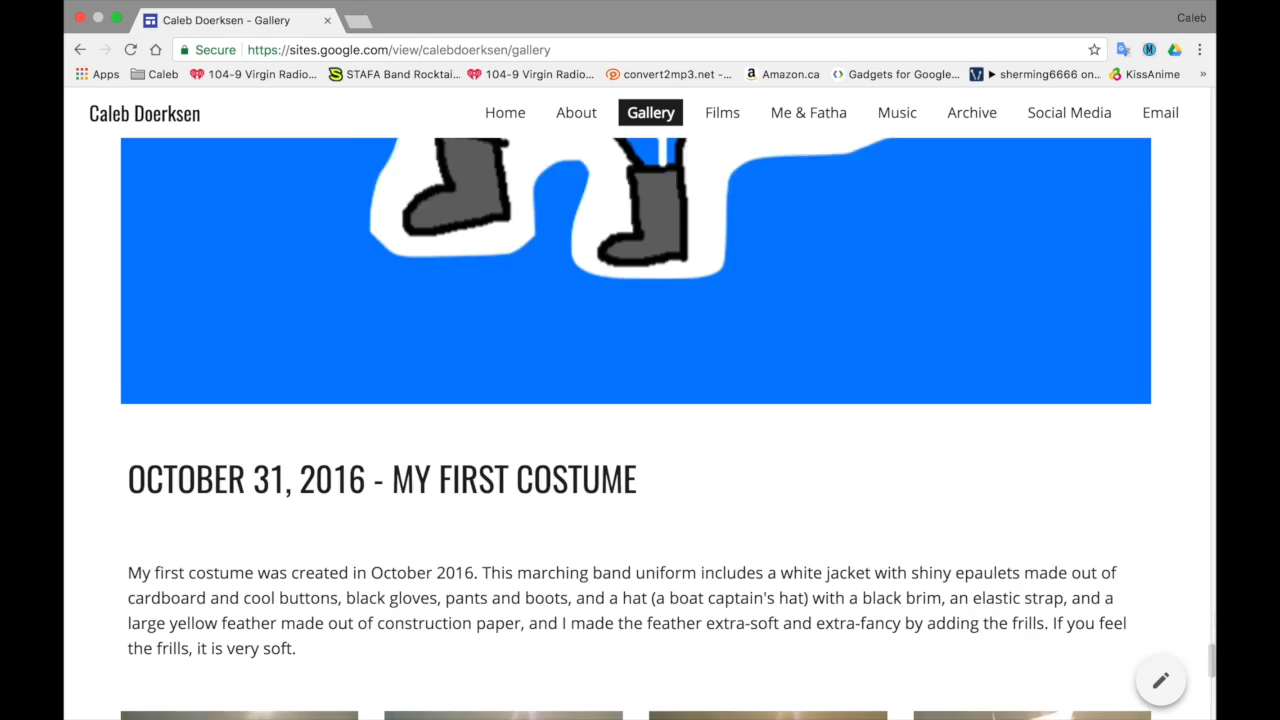 Caleb Doerksen - Gallery
Caleb
Secure https://sites.google.com/view/calebdoerksen/gallery
Apps Caleb 104-9 Virgin Radio... STAFA Band Rocktai... 104-9 Virgin Radio... convert2mp3.net -... Amazon.ca Gadgets for Google... sherming6666 on... KissAnime »
Caleb Doerksen Home About Gallery Films Me & Fatha Music Archive Social Media Email
OCTOBER 31, 2016 - MY FIRST COSTUME
My first costume was created in October 2016. This marching band uniform includes a white jacket with shiny epaulets made out of
cardboard and cool buttons, black gloves, pants and boots, and a hat (a boat captain's hat) with a black brim, an elastic strap, and a
large yellow feather made out of construction paper, and I made the feather extra-soft and extra-fancy by adding the frills. If you feel
the frills, it is very soft.